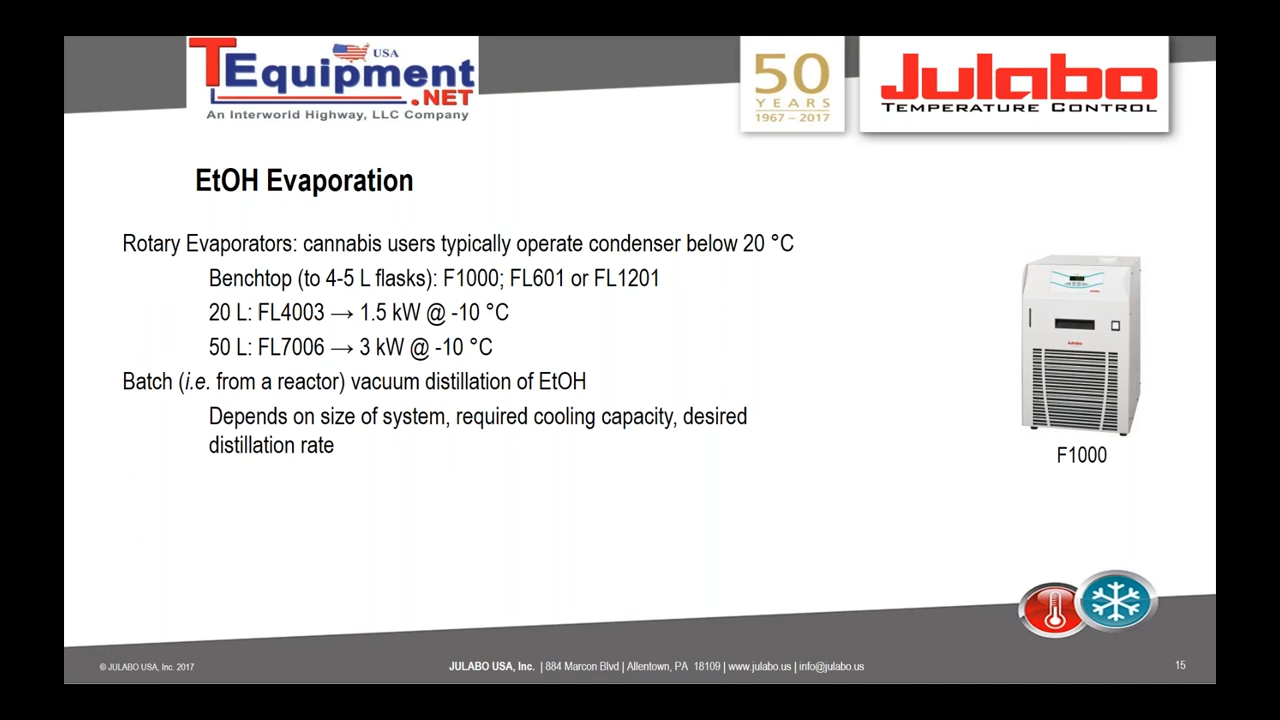 TEquipment
USA
.NET
An Interworld Highway, LLC Company
50
YEARS
1967 – 2017
Julabo
TEMPERATURE CONTROL
EtOH Evaporation
Rotary Evaporators: cannabis users typically operate condenser below 20 °C
Benchtop (to 4-5 L flasks): F1000; FL601 or FL1201
20 L: FL4003 → 1.5 kW @ -10 °C
50 L: FL7006 → 3 kW @ -10 °C
Batch (i.e. from a reactor) vacuum distillation of EtOH
Depends on size of system, required cooling capacity, desired
distillation rate
Julabo
F1000
© JULABO USA, Inc. 2017
JULABO USA, Inc. | 884 Marcon Blvd | Allentown, PA 18109 | www.julabo.us | info@julabo.us
15